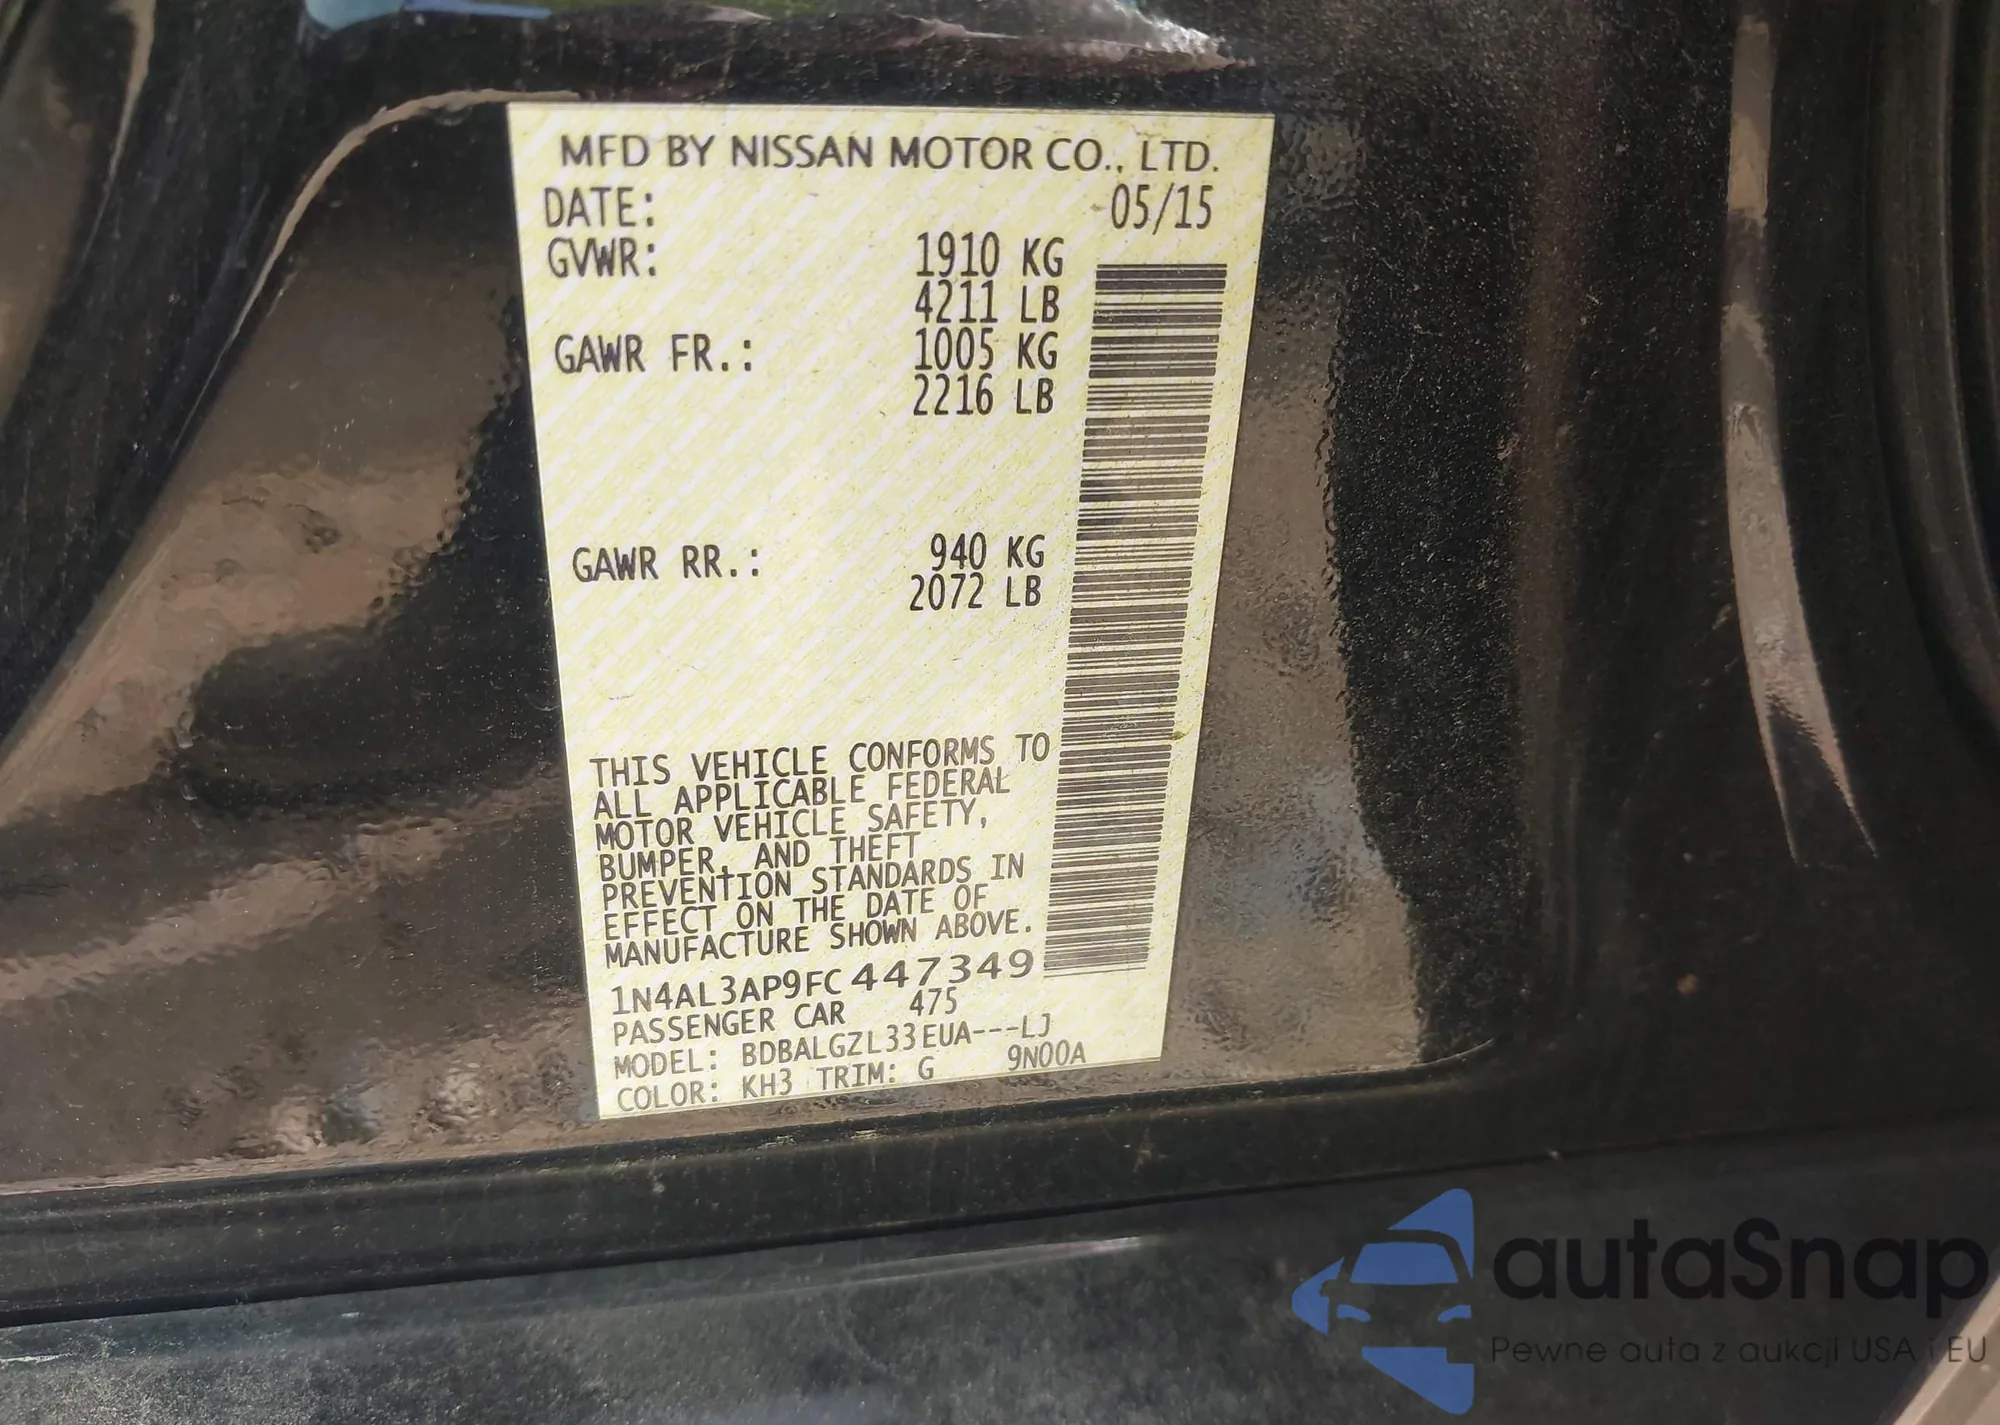 MFD BY NISSAN MOTOR CO., LTD.
DATE: 05/15
GVWR: 1910 KG
4211 LB
GAWR FR.: 1005 KG
2216 LB
GAWR RR.: 940 KG
2072 LB
THIS VEHICLE CONFORMS TO
ALL APPLICABLE FEDERAL
MOTOR VEHICLE SAFETY,
BUMPER, AND THEFT
PREVENTION STANDARDS IN
EFFECT ON THE DATE OF
MANUFACTURE SHOWN ABOVE.
1N4AL3AP9FC447349
PASSENGER CAR 475
MODEL: BDBALGZL33EUA---LJ
COLOR: KH3 TRIM: G 9N00A
autaSnap
Pewne auta z aukcji USA i EU